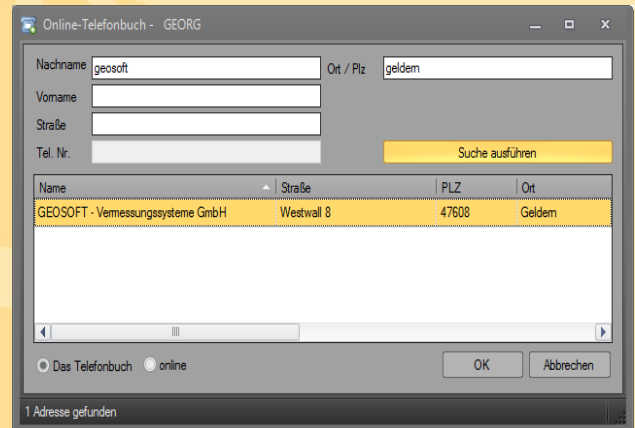 Online-Telefonbuch - GEORG
Nachname geosoft Ort / Plz geldern
Vorname
Straße
Tel. Nr. Suche ausführen
Name Straße PLZ Ort
GEOSOFT - Vermessungssysteme GmbH Westwall 8 47608 Geldern
Das Telefonbuch online OK Abbrechen
1 Adresse gefunden